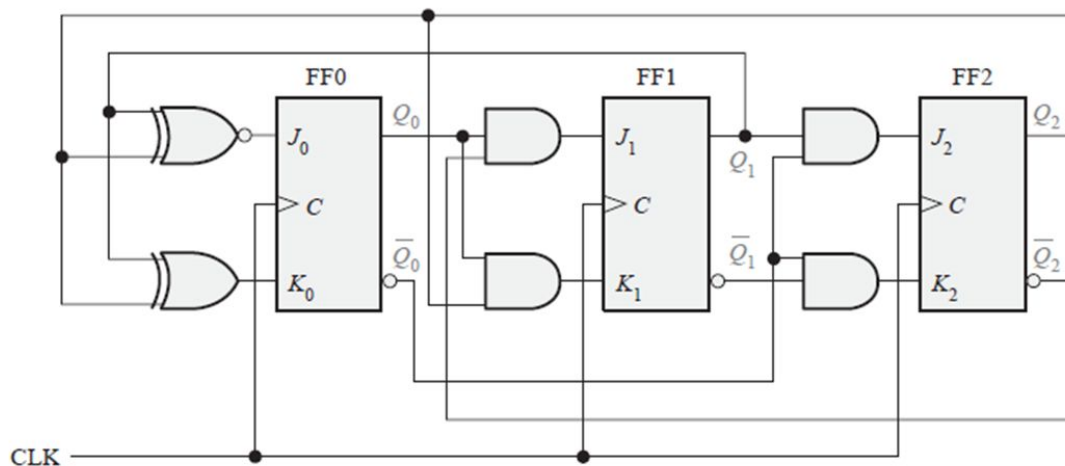 FF0 FF1 FF2
Q0 Q2
J0 J1 J2
Q1
C C C
Q̅0 Q̅1 Q̅2
K0 K1 K2
CLK